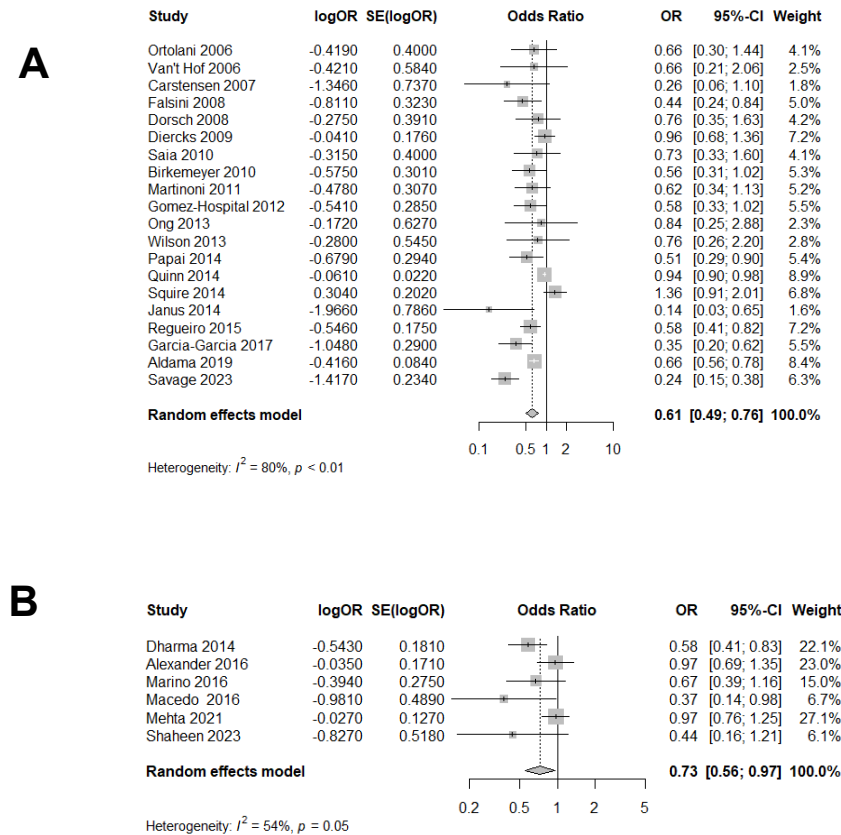 A
Study logOR SE(logOR) Odds Ratio OR 95%-CI Weight
Ortolani 2006 -0.4190 0.4000 0.66 [0.30; 1.44] 4.1%
Van't Hof 2006 -0.4210 0.5840 0.66 [0.21; 2.06] 2.5%
Carstensen 2007 -1.3460 0.7370 0.26 [0.06; 1.10] 1.8%
Falsini 2008 -0.8110 0.3230 0.44 [0.24; 0.84] 5.0%
Dorsch 2008 -0.2750 0.3910 0.76 [0.35; 1.63] 4.2%
Diercks 2009 -0.0410 0.1760 0.96 [0.68; 1.36] 7.2%
Saia 2010 -0.3150 0.4000 0.73 [0.33; 1.60] 4.1%
Birkemeyer 2010 -0.5750 0.3010 0.56 [0.31; 1.02] 5.3%
Martinoni 2011 -0.4780 0.3070 0.62 [0.34; 1.13] 5.2%
Gomez-Hospital 2012 -0.5410 0.2850 0.58 [0.33; 1.02] 5.5%
Ong 2013 -0.1720 0.6270 0.84 [0.25; 2.88] 2.3%
Wilson 2013 -0.2800 0.5450 0.76 [0.26; 2.20] 2.8%
Papai 2014 -0.6790 0.2940 0.51 [0.29; 0.90] 5.4%
Quinn 2014 -0.0610 0.0220 0.94 [0.90; 0.98] 8.9%
Squire 2014 0.3040 0.2022 1.36 [0.91; 2.01] 6.8%
Janus 2014 -1.9660 0.7860 0.14 [0.03; 0.65] 1.6%
Regueiro 2015 -0.5460 0.1750 0.58 [0.41; 0.82] 7.2%
Garcia-Garcia 2017 -1.0480 0.2900 0.35 [0.20; 0.62] 5.5%
Aldama 2019 -0.4160 0.0840 0.66 [0.56; 0.78] 8.4%
Savage 2023 -1.4170 0.2340 0.24 [0.15; 0.38] 6.3%
Random effects model 0.61 [0.49; 0.76] 100.0%
0.1 0.5 1 2 10
Heterogeneity: I² = 80%, p < 0.01
B
Study logOR SE(logOR) Odds Ratio OR 95%-CI Weight
Dharma 2014 -0.5430 0.1810 0.58 [0.41; 0.83] 22.1%
Alexander 2016 -0.0350 0.1710 0.97 [0.69; 1.35] 23.0%
Marino 2016 -0.3940 0.2750 0.67 [0.39; 1.16] 15.0%
Macedo 2016 -0.9810 0.4890 0.37 [0.14; 0.98] 6.7%
Mehta 2021 -0.0270 0.1270 0.97 [0.76; 1.25] 27.1%
Shaheen 2023 -0.8270 0.5180 0.44 [0.16; 1.21] 6.1%
Random effects model 0.73 [0.56; 0.97] 100.0%
0.2 0.5 1 2 5
Heterogeneity: I² = 54%, p = 0.05